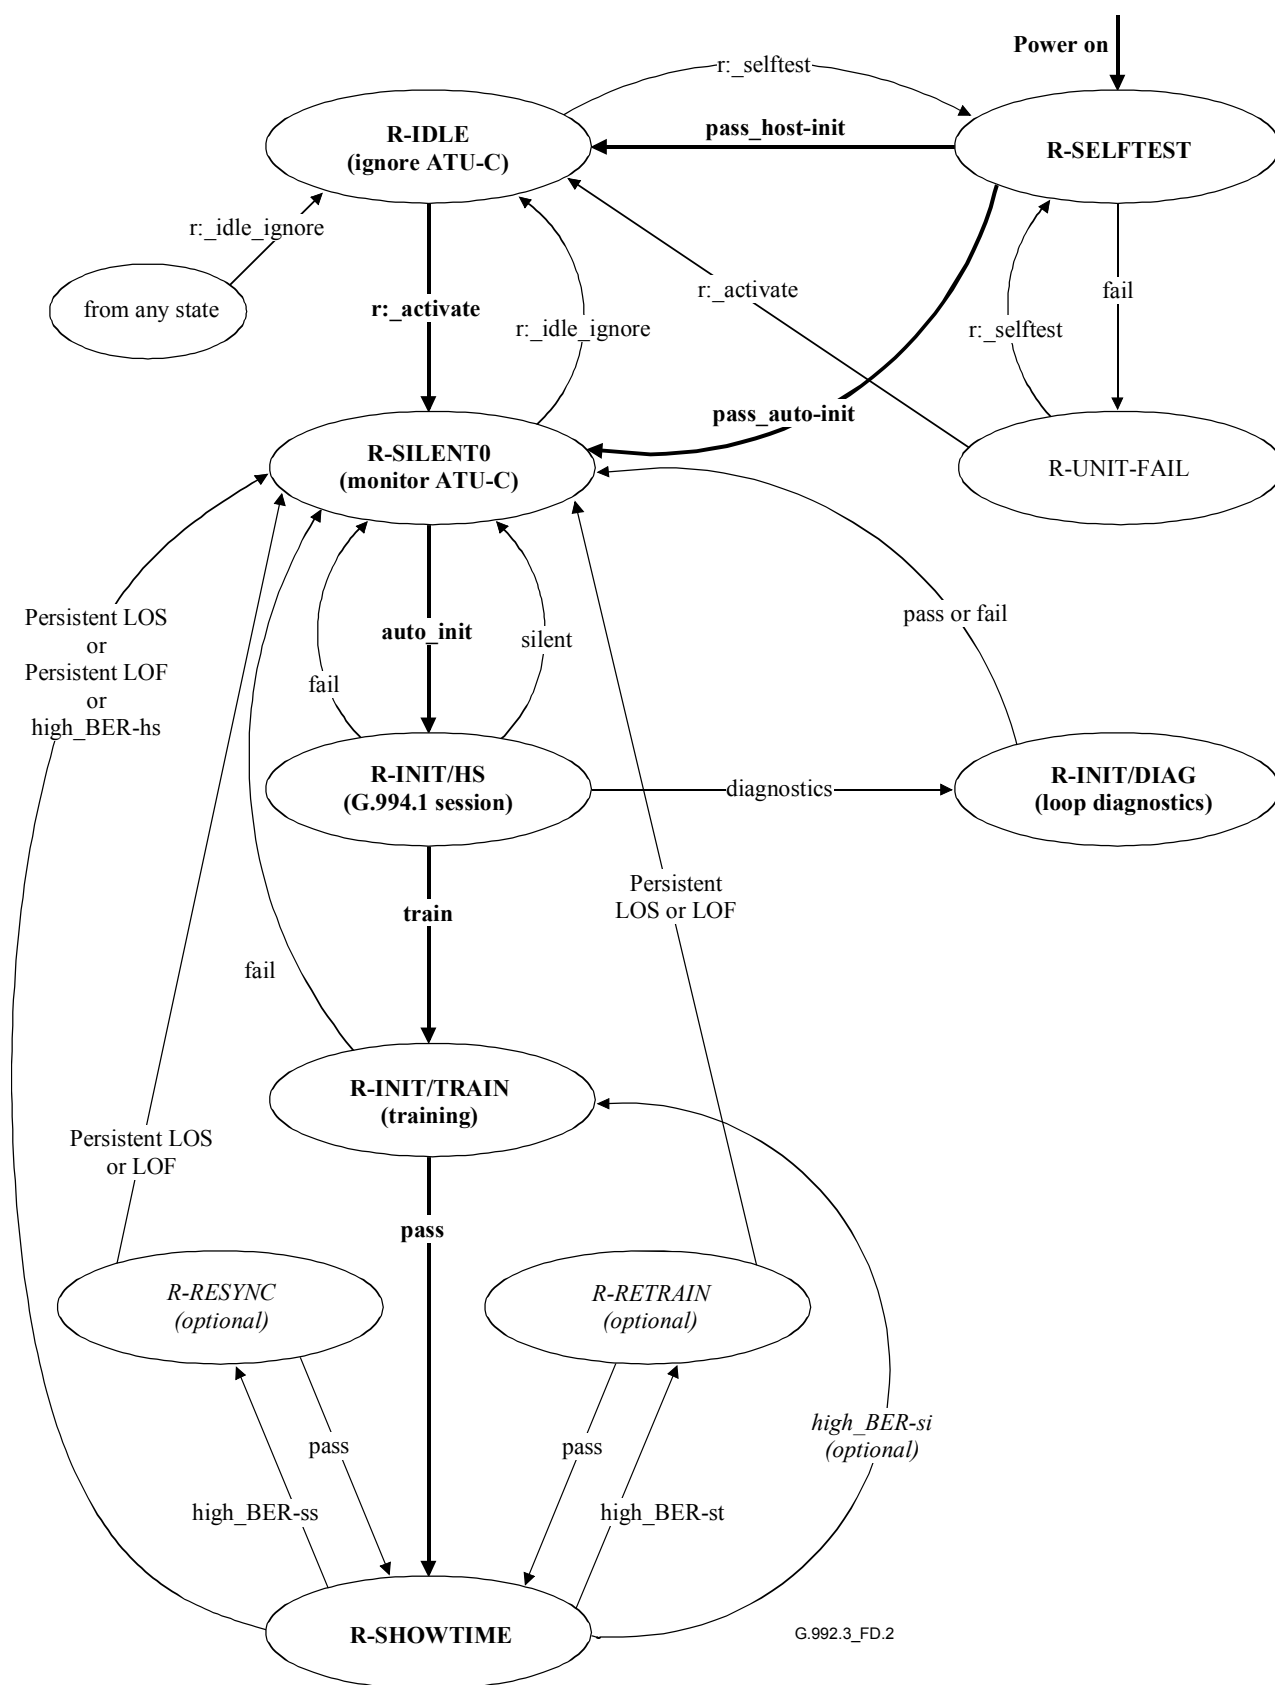 Power on
r:_selftest
R-IDLE
(ignore ATU-C)
pass_host-init
R-SELFTEST
r:_idle_ignore
from any state
r:_activate
r:_idle_ignore
r:_activate
fail
r:_selftest
pass_auto-init
R-SILENT0
(monitor ATU-C)
R-UNIT-FAIL
Persistent LOS
or
Persistent LOF
or
high_BER-hs
auto_init
silent
fail
pass or fail
R-INIT/HS
(G.994.1 session)
diagnostics
R-INIT/DIAG
(loop diagnostics)
train
Persistent
LOS or LOF
fail
R-INIT/TRAIN
(training)
Persistent LOS
or LOF
pass
R-RESYNC
(optional)
R-RETRAIN
(optional)
high_BER-si
(optional)
pass
pass
high_BER-ss
high_BER-st
R-SHOWTIME
G.992.3_FD.2